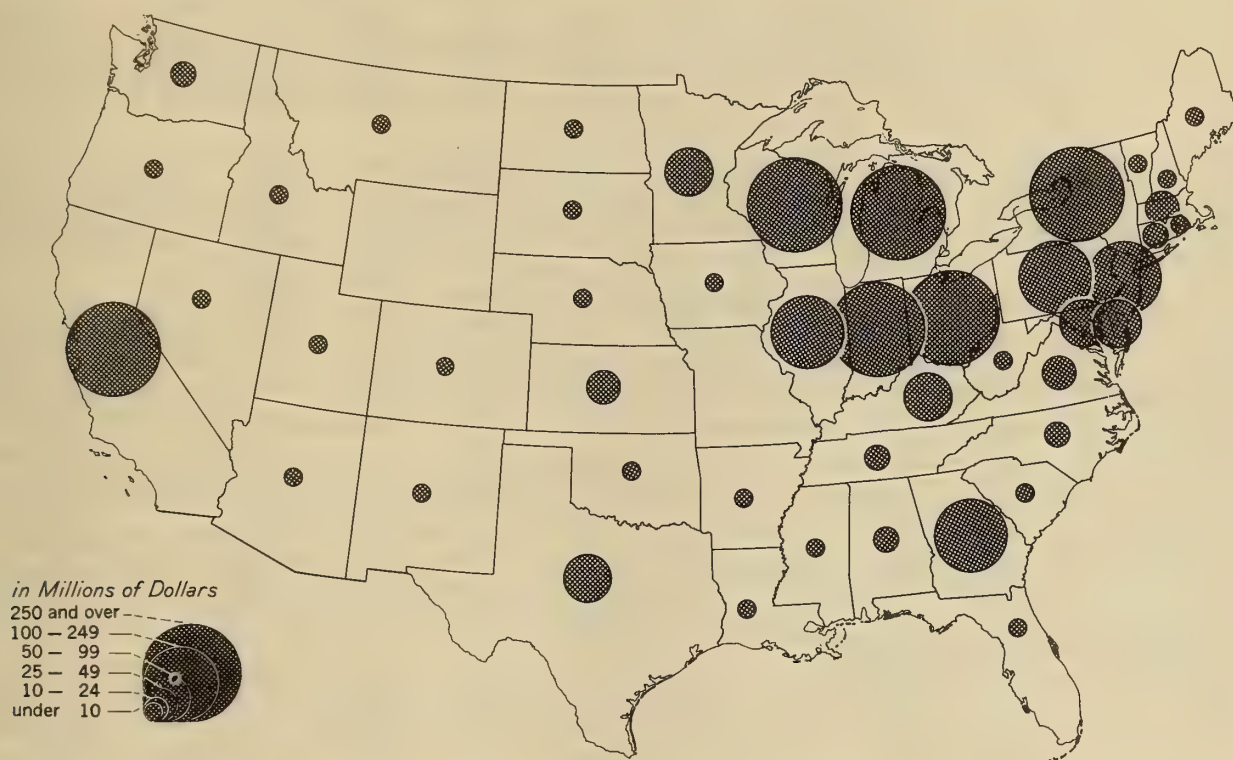 in Millions of Dollars
250 and over
100 – 249
50 – 99
25 – 49
10 – 24
under 10